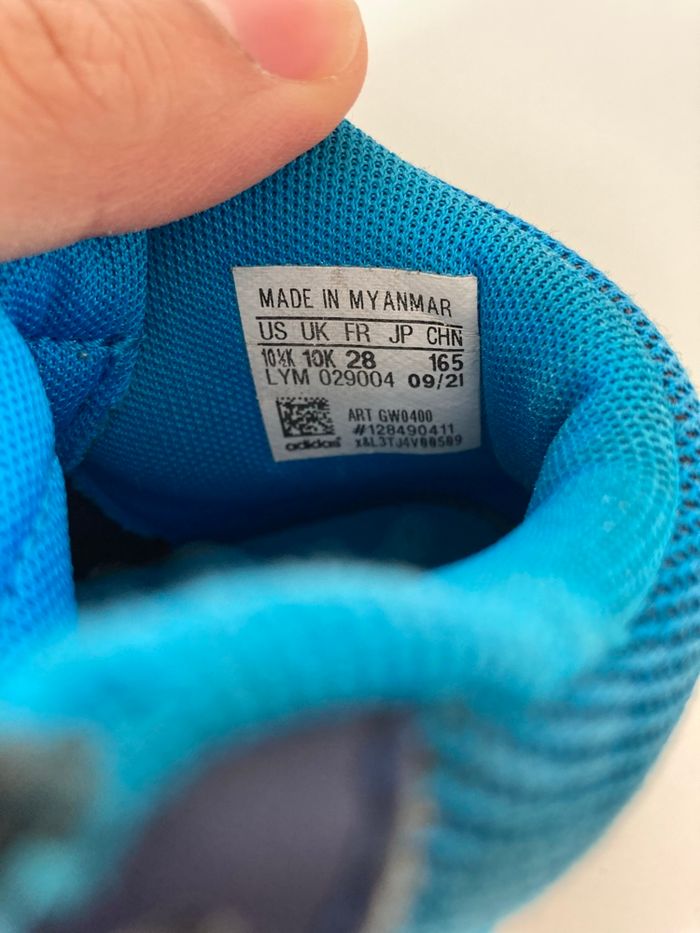 MADE IN MYANMAR
US UK FR JP CHN
10½K 10K 28 165
LYM 029004 09/21
ART GW0400
#128490411
adidas x&L3TJ4V00509